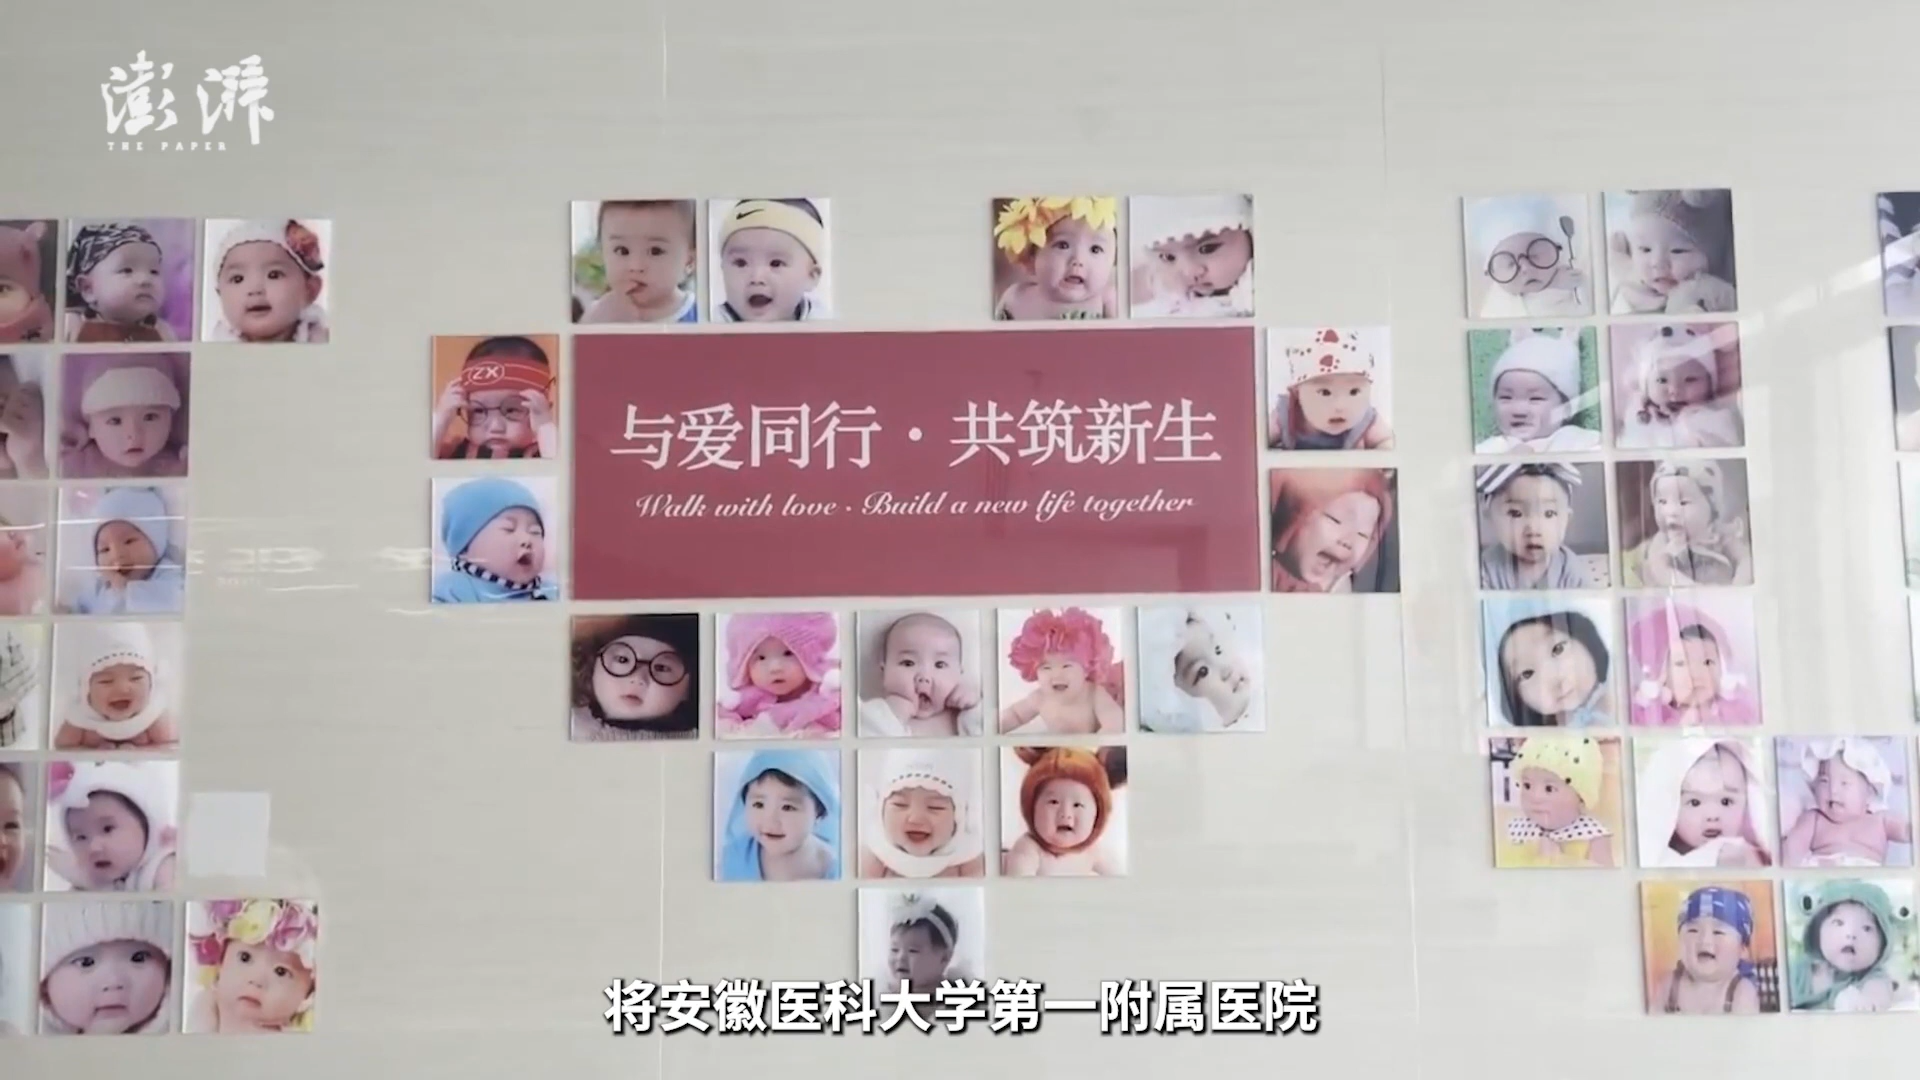 澎湃
THE PAPER
ZX
与爱同行·共筑新生
Walk with love · Build a new life together
将安徽医科大学第一附属医院